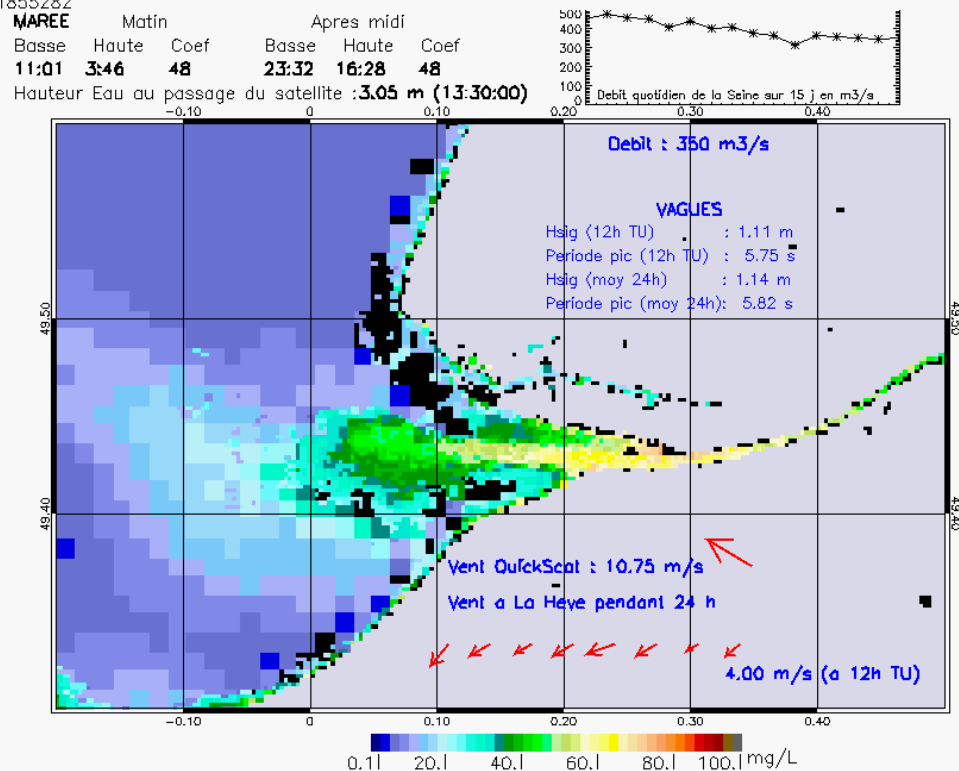 1855282
MAREE Matin Apres midi
Basse Haute Coef Basse Haute Coef
11:01 3:46 48 23:32 16:28 48
Hauteur Eau au passage du satellite : 3.05 m (13:30:00)
500
400
300
200
100
0
Debit quotidien de la Seine sur 15 j en m3/s
-0.10 0 0.10 0.20 0.30 0.40
Debit : 350 m3/s
VAGUES
Hsig (12h TU) : 1.11 m
Periode pic (12h TU) : 5.75 s
Hsig (moy 24h) : 1.14 m
Periode pic (moy 24h): 5.82 s
49.50 49.50
49.40 49.40
Vent QuickScat : 10.75 m/s
Vent a La Heve pendant 24 h
4.00 m/s (a 12h TU)
-0.10 0 0.10 0.20 0.30 0.40
0.1 20. 40. 60. 80. 100. mg/L